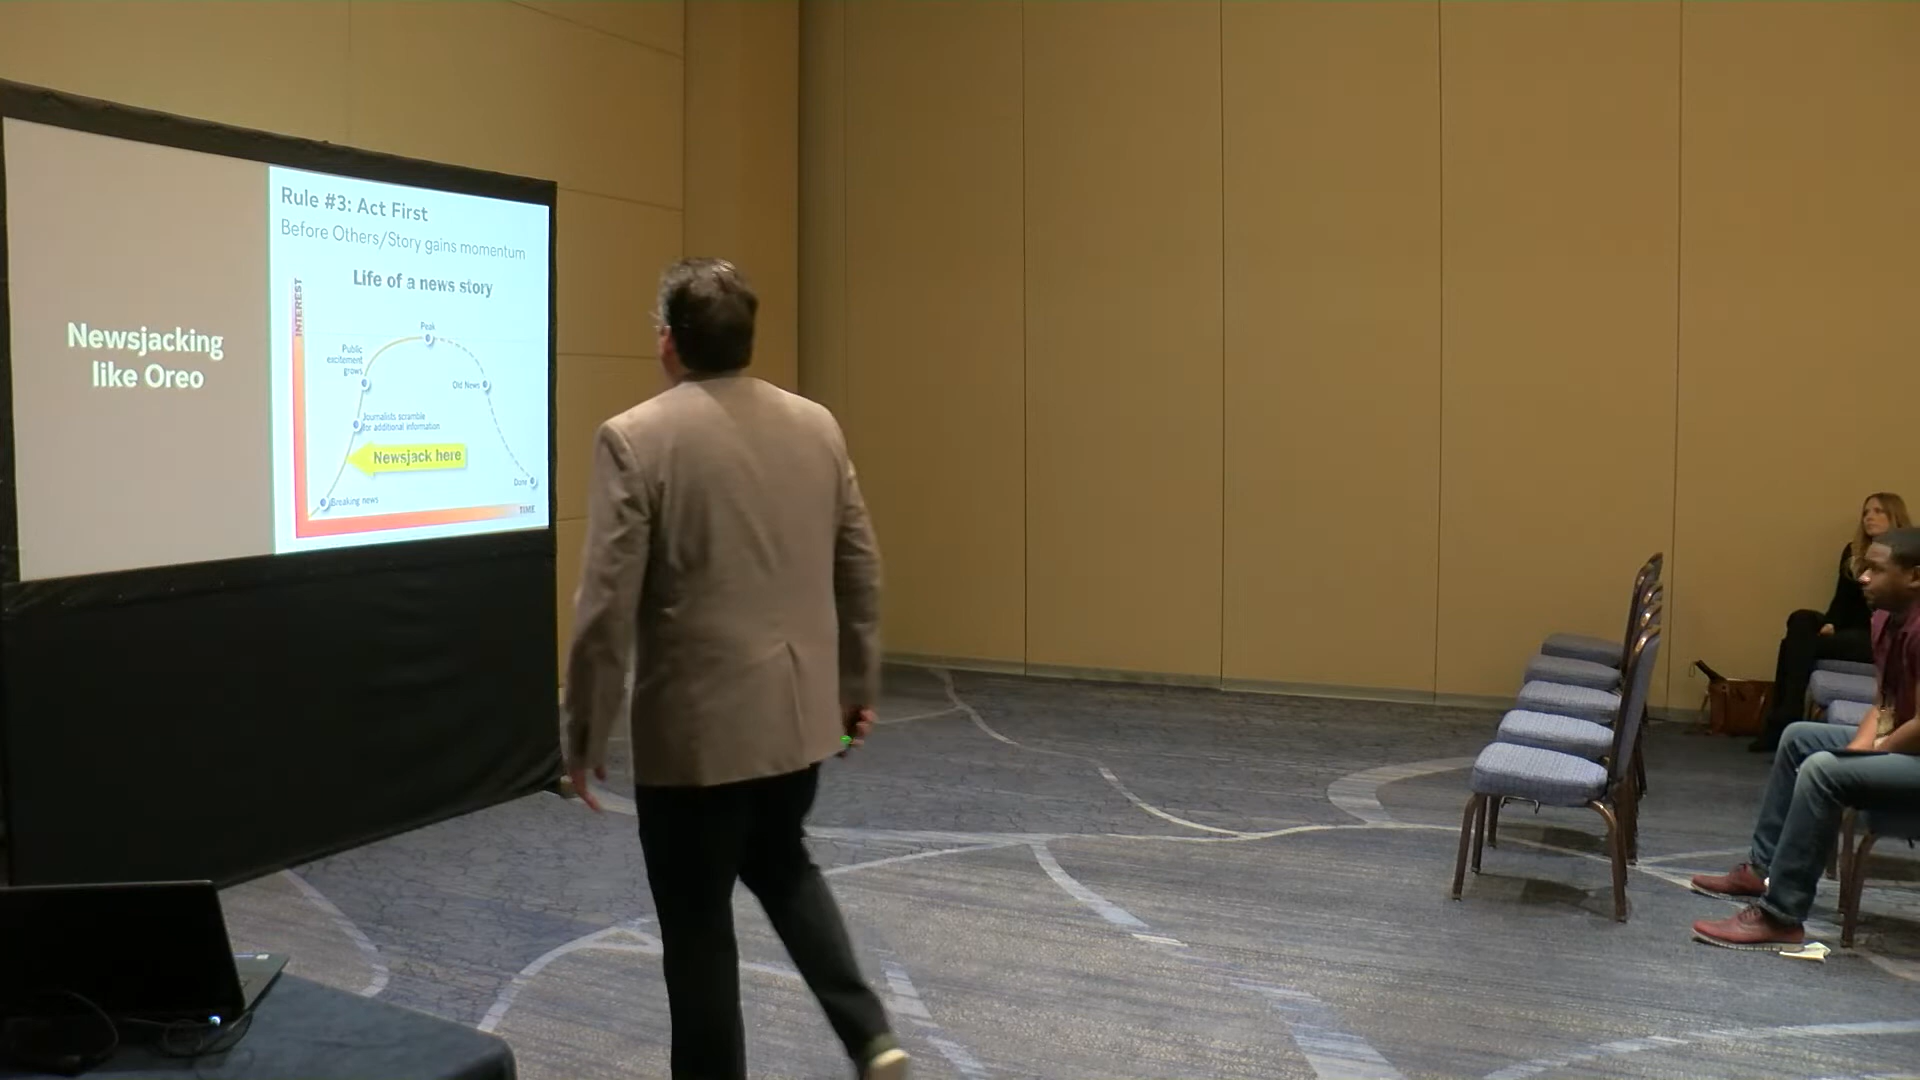 Newsjacking
like Oreo
Rule #3: Act First
Before Others/Story gains momentum
Life of a news story
INTEREST
Peak
Public
excitement
grows
Old News
Journalists scramble
for additional information
Newsjack here
Done
Breaking news
TIME